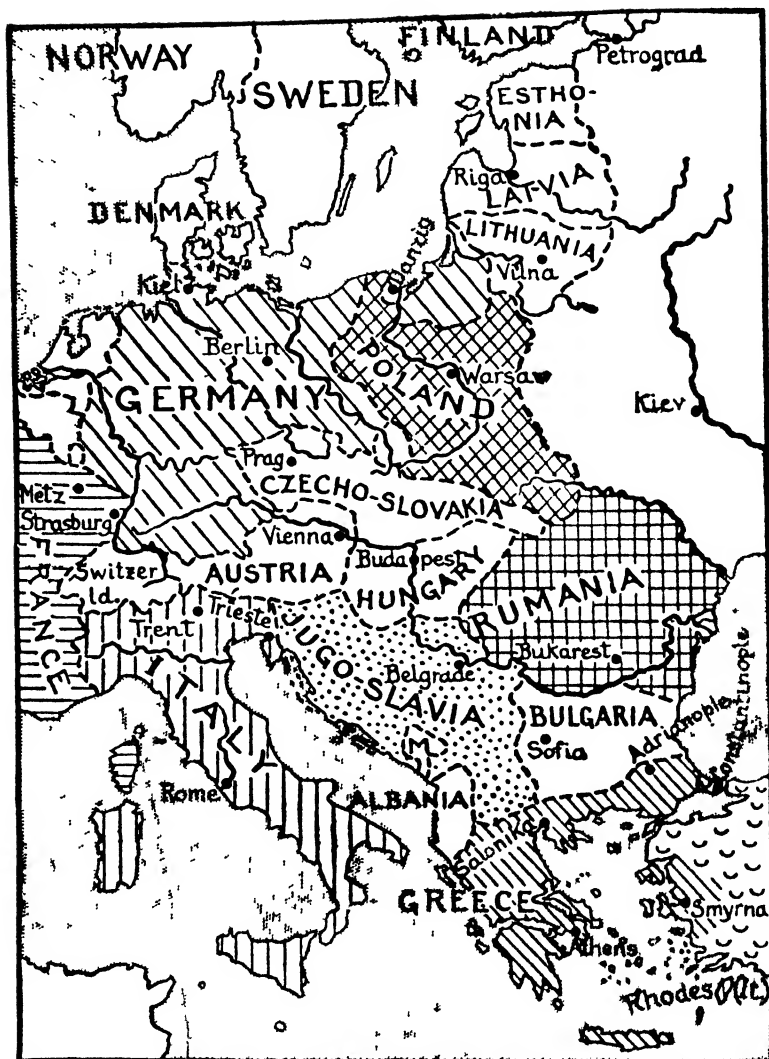 NORWAY
SWEDEN
FINLAND
Petrograd
ESTHO-
NIA
Riga
LATVIA
DENMARK
LITHUANIA
Vilna
Danzig
Kiel
Berlin
POLAND
Warsaw
GERMANY
Kiev
Prag
CZECHO-SLOVAKIA
Metz
Strasburg
FRANCE
Vienna
Budapest
Switzer
ld.
AUSTRIA
HUNGARY
RUMANIA
Trent
Trieste
JUGO-SLAVIA
Belgrade
Bukarest
ITALY
BULGARIA
Sofia
Adrianople
Constantinople
M.
Rome
ALBANIA
Salonika
GREECE
Smyrna
Athens
Rhodes (It.)